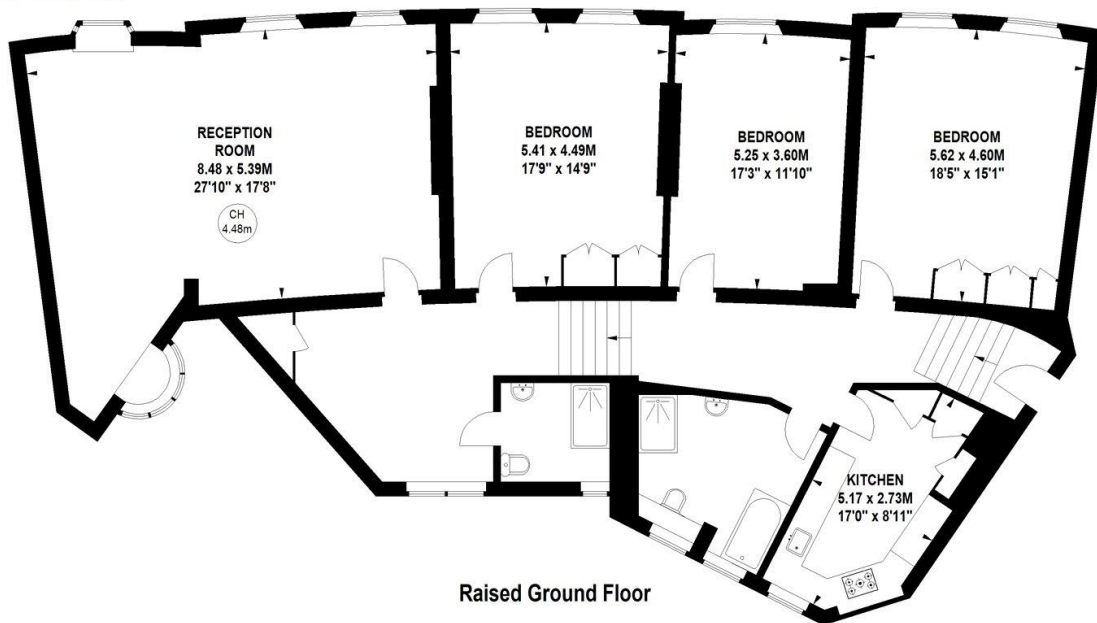 RECEPTION
ROOM
8.48 x 5.39M
27'10" x 17'8"
CH
4.48m
BEDROOM
5.41 x 4.49M
17'9" x 14'9"
BEDROOM
5.25 x 3.60M
17'3" x 11'10"
BEDROOM
5.62 x 4.60M
18'5" x 15'1"
KITCHEN
5.17 x 2.73M
17'0" x 8'11"
Raised Ground Floor